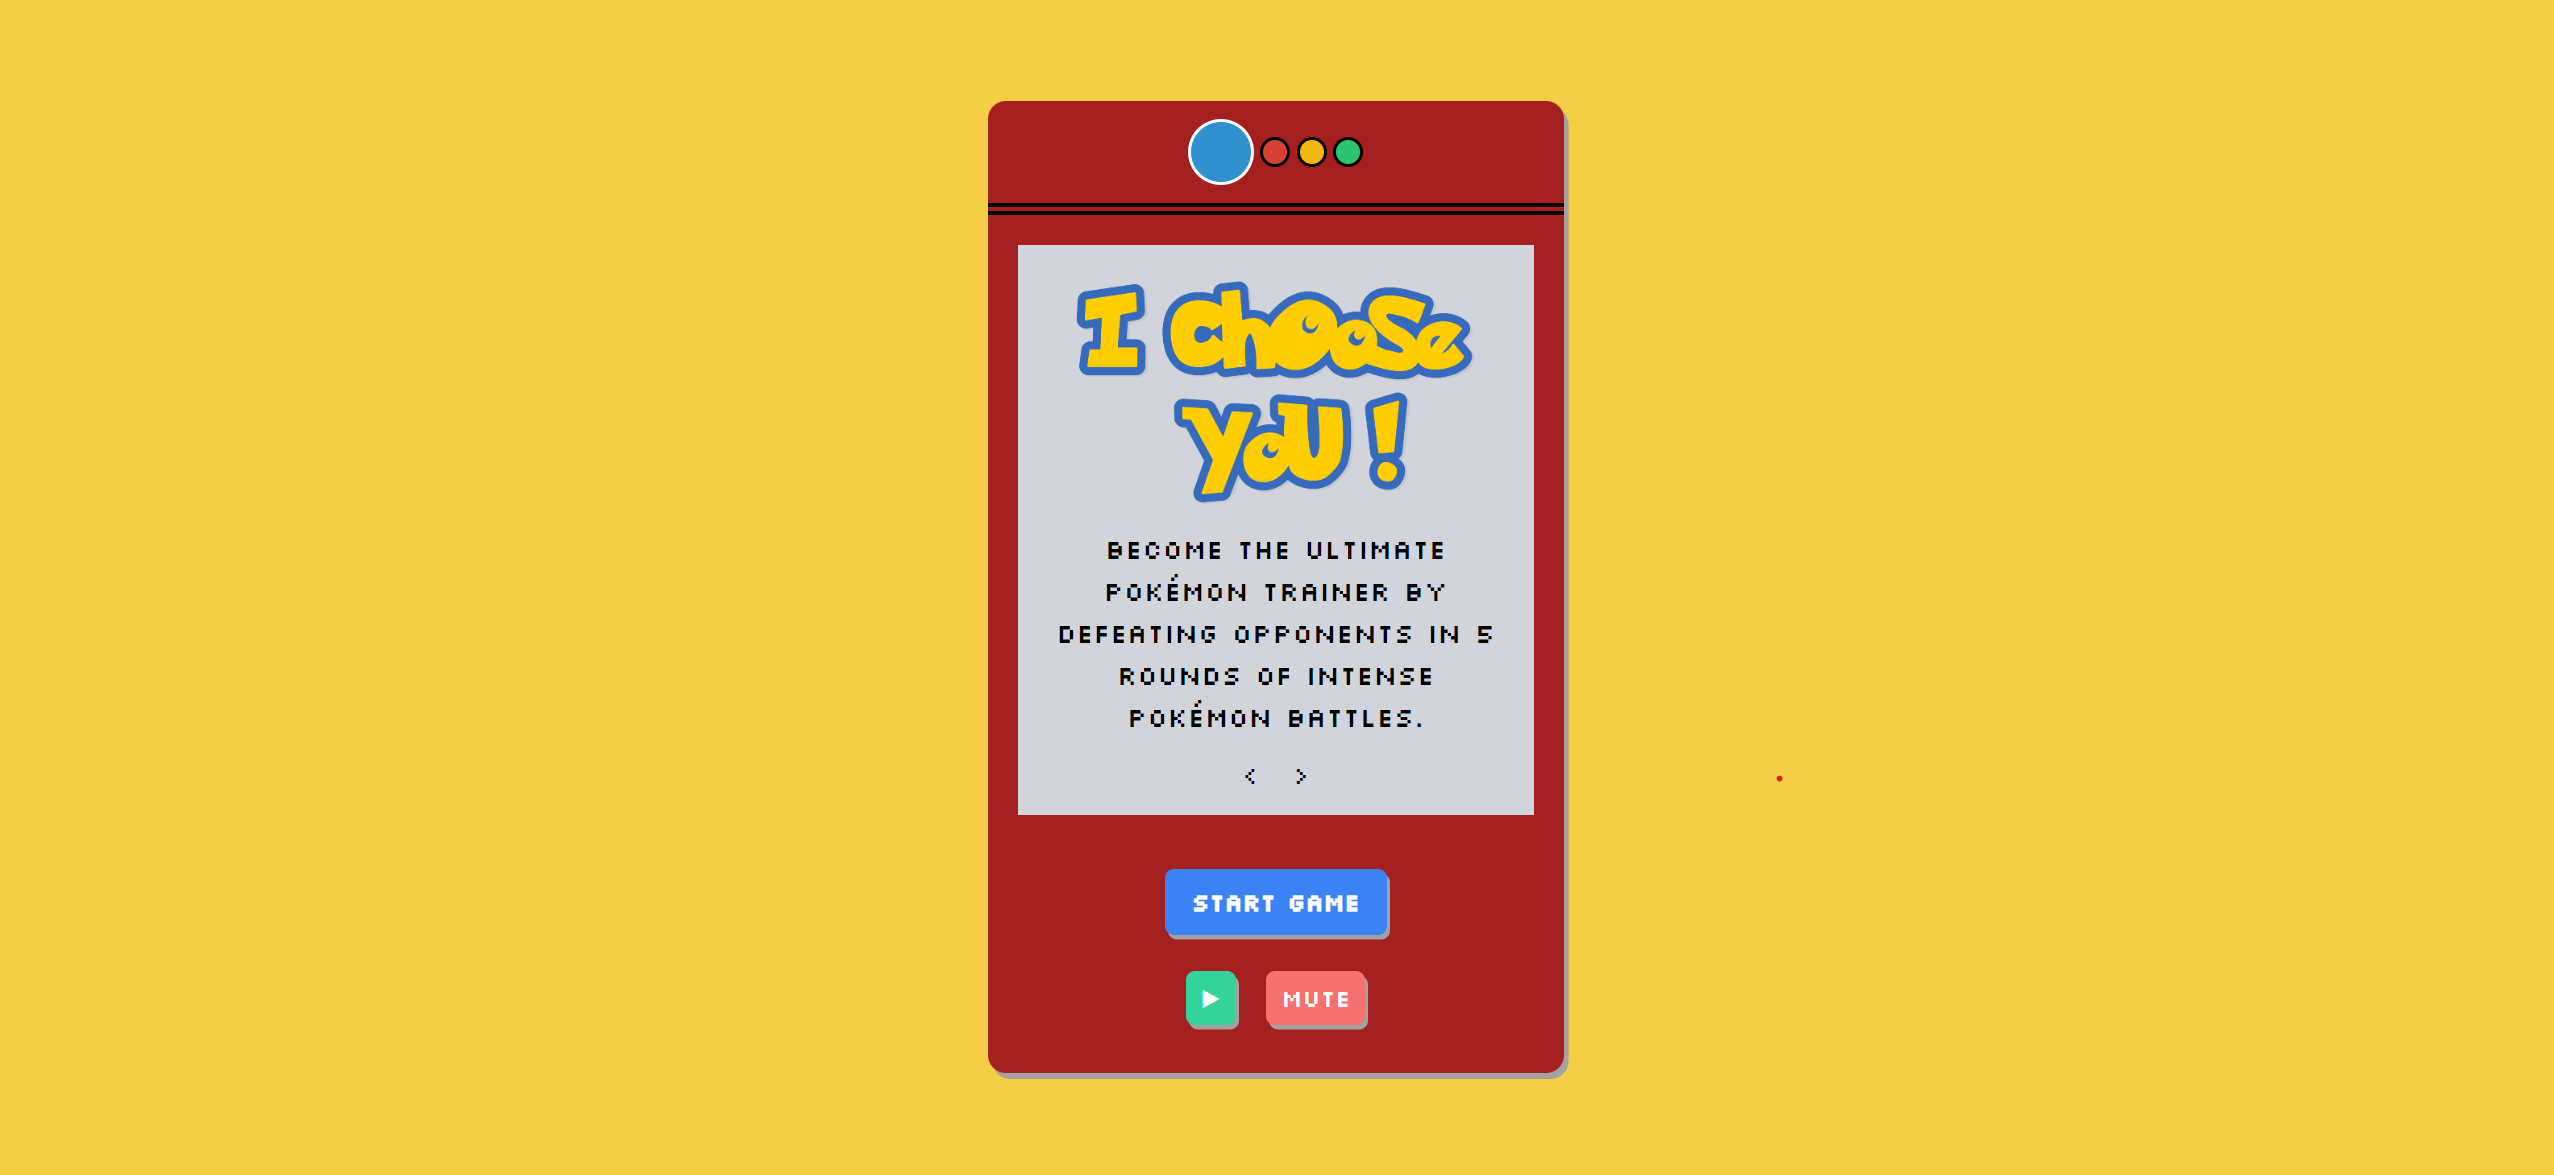 I Choose
you!
BECOME THE ULTIMATE
POKÉMON TRAINER BY
DEFEATING OPPONENTS IN 5
ROUNDS OF INTENSE
POKÉMON BATTLES.
< >
START GAME
▶ MUTE